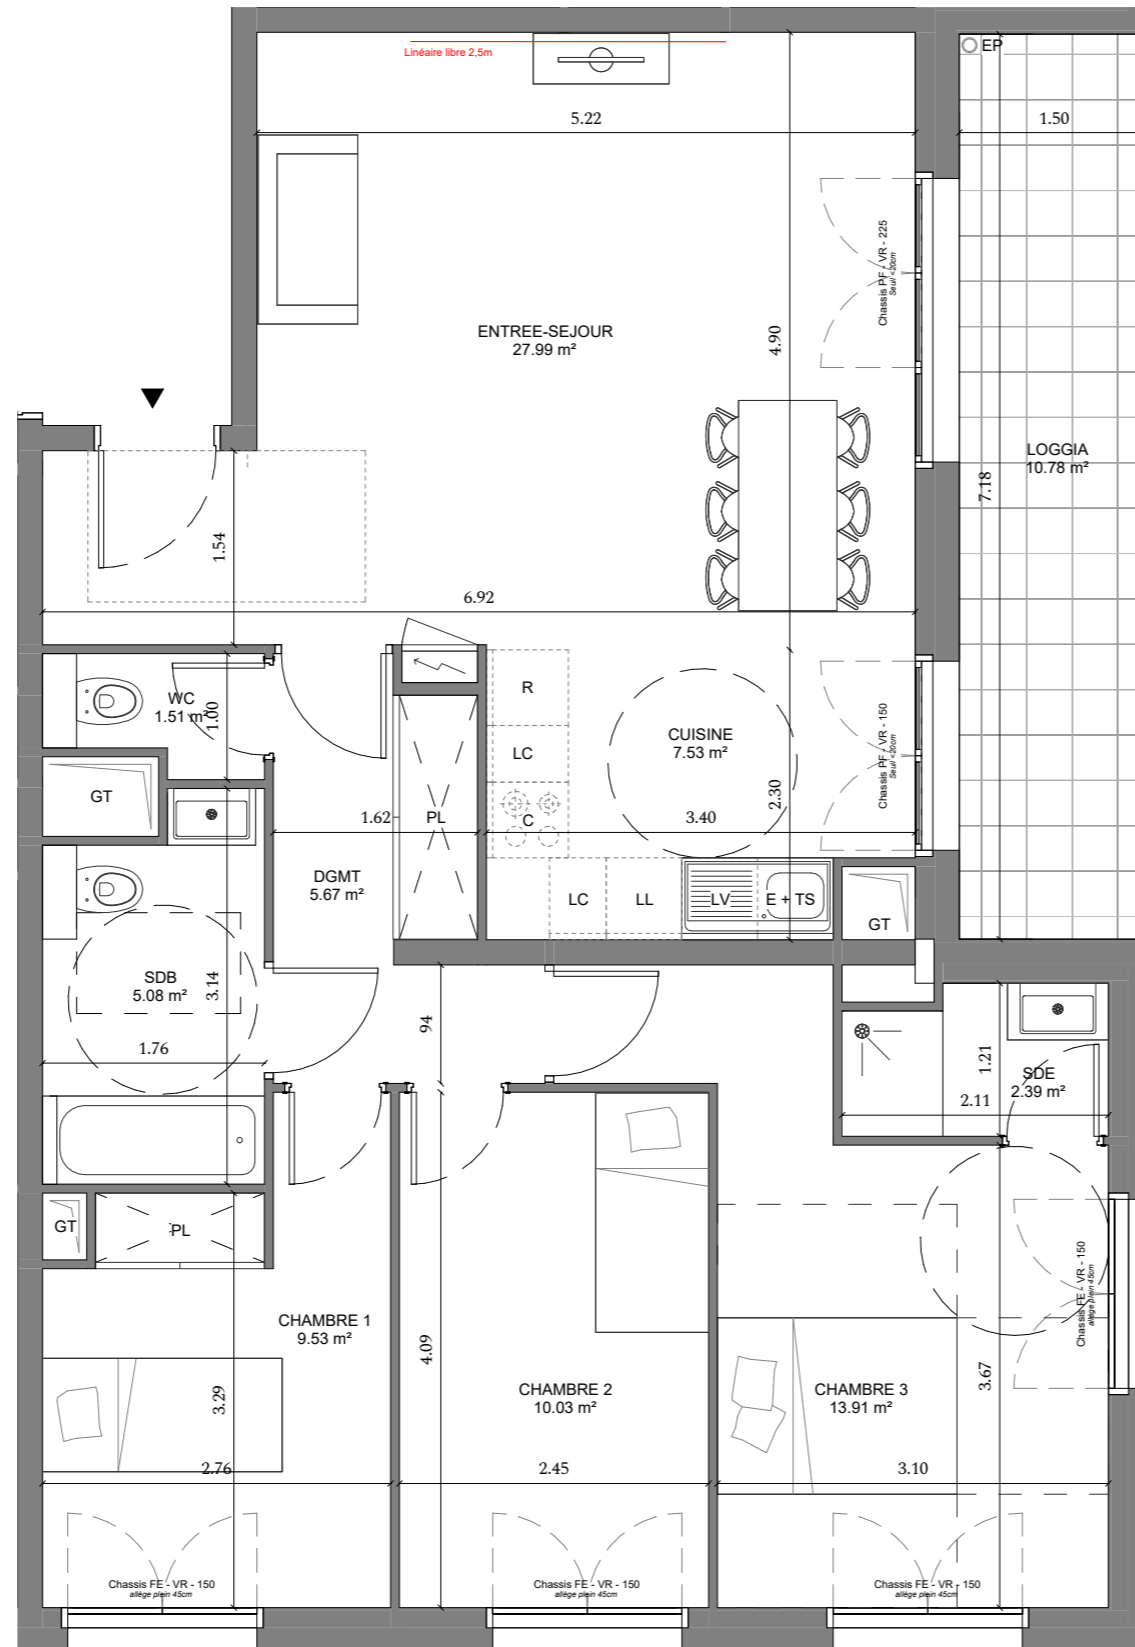 Linéaire libre 2,5m
EP
5.22
1.50
Chassis PF - VR - 225
Seuil <20cm
ENTREE-SEJOUR
27.99 m²
4.90
LOGGIA
10.78 m²
7.18
1.54
6.92
WC
1.51 m²
1.00
R
LC
CUISINE
7.53 m²
Chassis PF - VR - 150
Seuil <20cm
2.30
GT
1.62
PL
C
3.40
DGMT
5.67 m²
LC
LL
LV
E + TS
GT
SDB
5.08 m²
3.14
1.76
94
1.21
SDE
2.39 m²
2.11
GT
PL
CHAMBRE 1
9.53 m²
3.29
2.76
4.09
CHAMBRE 2
10.03 m²
2.45
CHAMBRE 3
13.91 m²
3.67
3.10
Chassis FE - VR - 150
allège plein 45cm
Chassis FE - VR - 150
allège plein 45cm
Chassis FE - VR - 150
allège plein 45cm
Chassis FE - VR - 150
allège plein 45cm